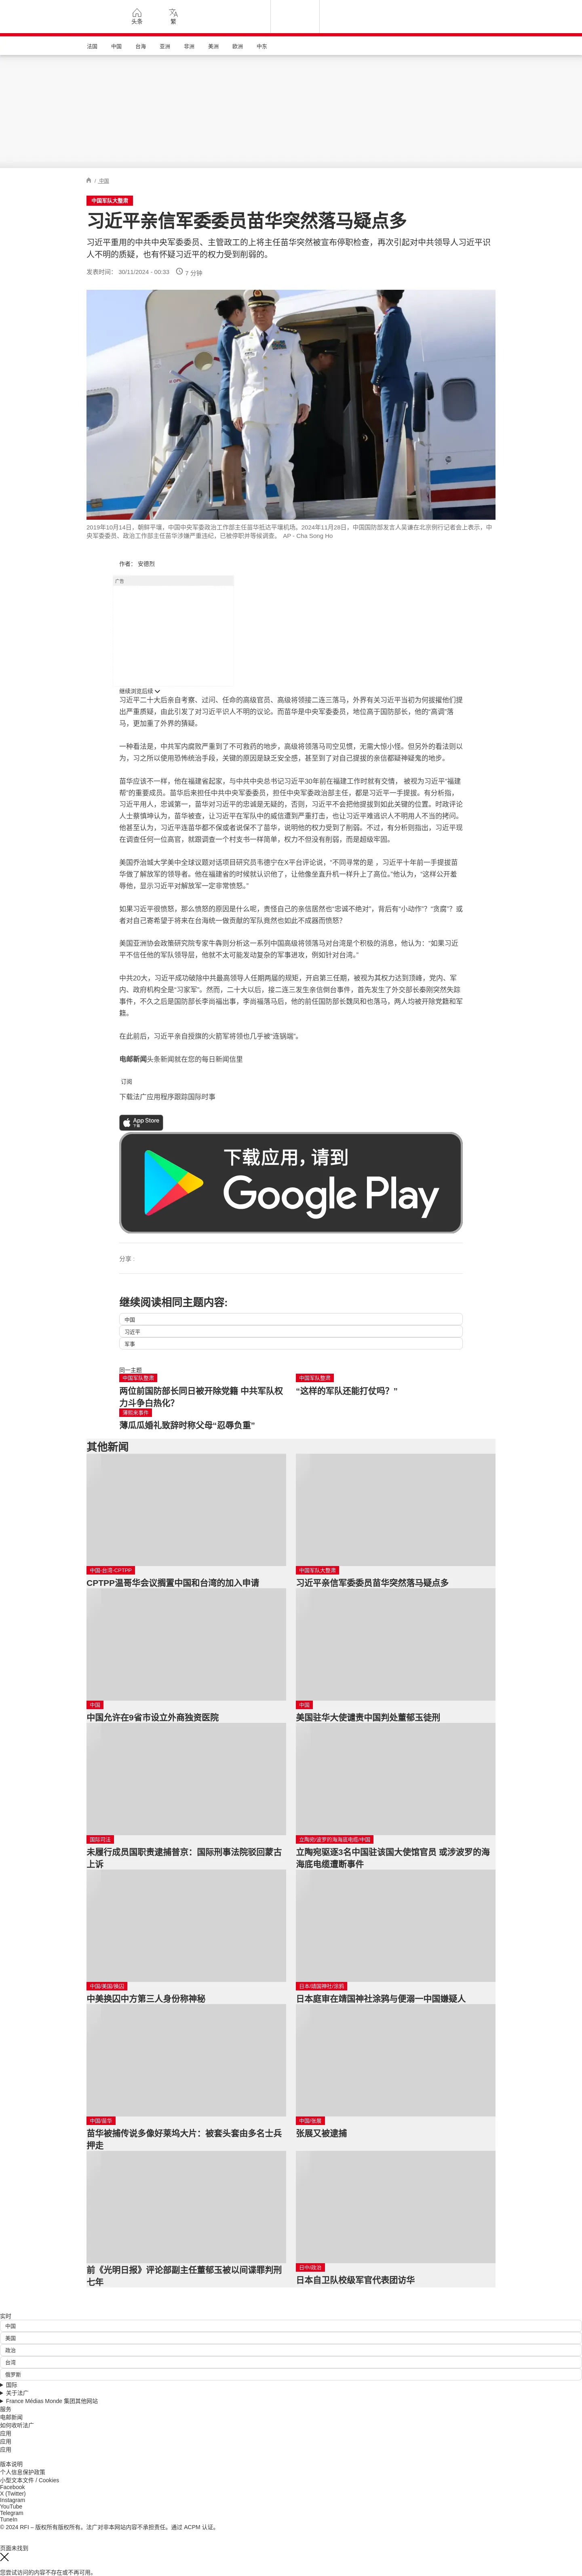 头条
繁
法国
中国
台海
亚洲
非洲
美洲
欧洲
中东
/ 中国
中国军队大整肃
习近平亲信军委委员苗华突然落马疑点多
习近平重用的中共中央军委委员、主管政工的上将主任苗华突然被宣布停职检查，再次引起对中共领导人习近平识
人不明的质疑，也有怀疑习近平的权力受到削弱的。
发表时间： 30/11/2024 - 00:33
7 分钟
2019年10月14日，朝鲜平壤，中国中央军委政治工作部主任苗华抵达平壤机场。2024年11月28日，中国国防部发言人吴谦在北京例行记者会上表示，中
央军委委员、政治工作部主任苗华涉嫌严重违纪，已被停职并等候调查。 AP - Cha Song Ho
作者： 安德烈
广告
继续浏览后续
习近平二十大后亲自考察、过问、任命的高级官员、高级将领接二连三落马，外界有关习近平当初为何拔擢他们提
出严重质疑，由此引发了对习近平识人不明的议论。而苗华是中央军委委员，地位高于国防部长，他的“高调”落
马，更加重了外界的猜疑。
一种看法是，中共军内腐败严重到了不可救药的地步，高级将领落马司空见惯，无需大惊小怪。但另外的看法则以
为，习之所以使用恐怖统治手段，关键的原因是缺乏安全感，甚至到了对自己提拔的亲信都疑神疑鬼的地步。
苗华应该不一样，他在福建省起家，与中共中央总书记习近平30年前在福建工作时就有交情， 被视为习近平“福建
帮”的重要成员。苗华后来担任中共中央军委委员，担任中央军委政治部主任，都是习近平一手提拔。有分析指，
习近平用人，忠诚第一，苗华对习近平的忠诚是无疑的，否则，习近平不会把他提拔到如此关键的位置。时政评论
人士蔡慎坤认为，苗华被查，让习近平在军队中的威信遭到严重打击，也让习近平难逃识人不明用人不当的拷问。
他甚至认为，习近平连苗华都不保或者说保不了苗华，说明他的权力受到了削弱。不过，有分析则指出，习近平现
在调查任何一位高官，就跟调查一个村支书一样简单，权力不但没有削弱，而是超级牢固。
美国乔治城大学美中全球议题对话项目研究员韦德宁在X平台评论说，“不同寻常的是 ，习近平十年前一手提拔苗
华做了解放军的领导者。他在福建省的时候就认识他了，让他像坐直升机一样升上了高位。”他认为，“这样公开羞
辱他，显示习近平对解放军一定非常愤怒。”
如果习近平很愤怒，那么愤怒的原因是什么呢，责怪自己的亲信居然也“忠诚不绝对”，背后有“小动作”？“贪腐”？或
者对自己寄希望于将来在台海统一做贡献的军队竟然也如此不成器而愤怒？
美国亚洲协会政策研究院专家牛犇则分析这一系列中国高级将领落马对台湾是个积极的消息，他认为：“如果习近
平不信任他的军队领导层，他就不太可能发动复杂的军事进攻，例如针对台湾。”
中共20大，习近平成功破除中共最高领导人任期两届的规矩，开启第三任期，被视为其权力达到顶峰，党内、军
内、政府机构全是“习家军”。然而，二十大以后，接二连三发生亲信倒台事件，首先发生了外交部长秦刚突然失踪
事件，不久之后是国防部长李尚福出事，李尚福落马后，他的前任国防部长魏凤和也落马，两人均被开除党籍和军
籍。
在此前后，习近平亲自授旗的火箭军将领也几乎被“连锅端”。
电邮新闻头条新闻就在您的每日新闻信里
订阅
下载法广应用程序跟踪国际时事
App Store
下载
下载应用，请到
Google Play
分享 :
继续阅读相同主题内容:
中国
习近平
军事
同一主题
中国军队整肃
两位前国防部长同日被开除党籍 中共军队权
力斗争白热化?
中国军队整肃
“这样的军队还能打仗吗？”
薄熙来事件
薄瓜瓜婚礼致辞时称父母“忍辱负重”
其他新闻
中国-台湾-CPTPP
CPTPP温哥华会议搁置中国和台湾的加入申请
中国军队大整肃
习近平亲信军委委员苗华突然落马疑点多
中国
中国允许在9省市设立外商独资医院
中国
美国驻华大使谴责中国判处董郁玉徒刑
国际司法
未履行成员国职责逮捕普京：国际刑事法院驳回蒙古
上诉
立陶宛/波罗的海海底电缆/中国
立陶宛驱逐3名中国驻该国大使馆官员 或涉波罗的海
海底电缆遭断事件
中国/美国/换囚
中美换囚中方第三人身份称神秘
日本/靖国神社/涂鸦
日本庭审在靖国神社涂鸦与便溺一中国嫌疑人
中国/苗华
苗华被捕传说多像好莱坞大片：被套头套由多名士兵
押走
中国/张展
张展又被逮捕
前《光明日报》评论部副主任董郁玉被以间谍罪判刑
七年
日中/政治
日本自卫队校级军官代表团访华
实时
中国
美国
政治
台湾
俄罗斯
国际
关于法广
France Médias Monde 集团其他网站
服务
电邮新闻
如何收听法广
应用
应用
应用
版本说明
个人信息保护政策
小型文本文件 / Cookies
Facebook
X (Twitter)
Instagram
YouTube
Telegram
TuneIn
© 2024 RFI – 版权所有版权所有。法广对非本网站内容不承担责任。通过 ACPM 认证。
页面未找到
您尝试访问的内容不存在或不再可用。